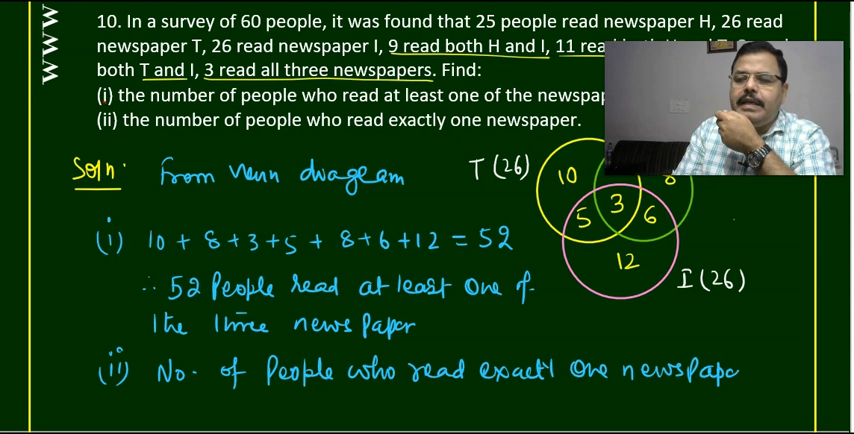 WWW
10. In a survey of 60 people, it was found that 25 people read newspaper H, 26 read
newspaper T, 26 read newspaper I, 9 read both H and I, 11 read
both T and I, 3 read all three newspapers. Find:
(i) the number of people who read at least one of the
(ii) the number of people who read exactly one newspaper.
Soln.
From Venn drageam
T (26)
10
8
3
5
6
(i) 10 + 8 + 3 + 5 + 8 + 6 + 12 = 52
12
I (26)
∴ 52 People read at least one of
the three news Paper
(ii) No. of People who read exactl one newspape